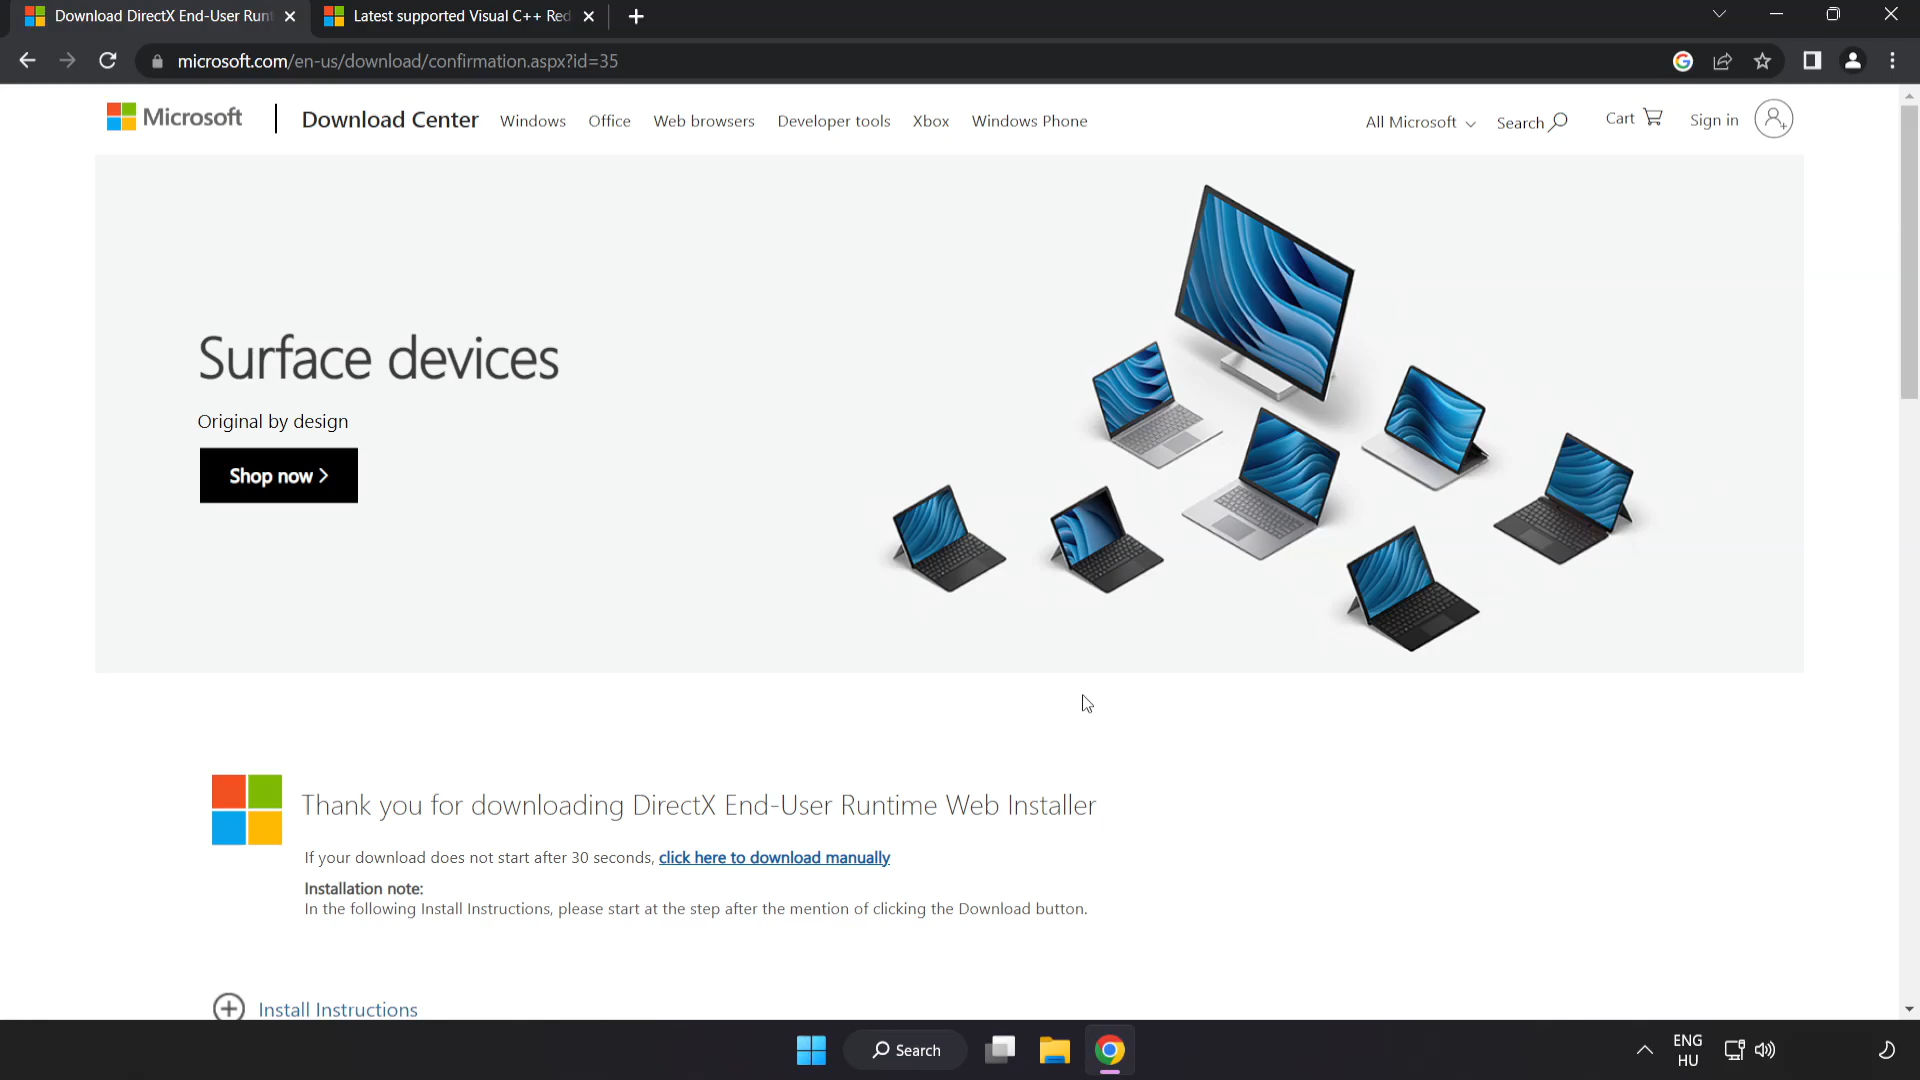 Download DirectX End-User Runt
Latest supported Visual C++ Red
microsoft.com/en-us/download/confirmation.aspx?id=35
Microsoft
Download Center
Windows
Office
Web browsers
Developer tools
Xbox
Windows Phone
All Microsoft
Search
Cart
Sign in
Surface devices
Original by design
Shop now >
Thank you for downloading DirectX End-User Runtime Web Installer
If your download does not start after 30 seconds, click here to download manually
Installation note:
In the following Install Instructions, please start at the step after the mention of clicking the Download button.
Install Instructions
Search
ENG
HU